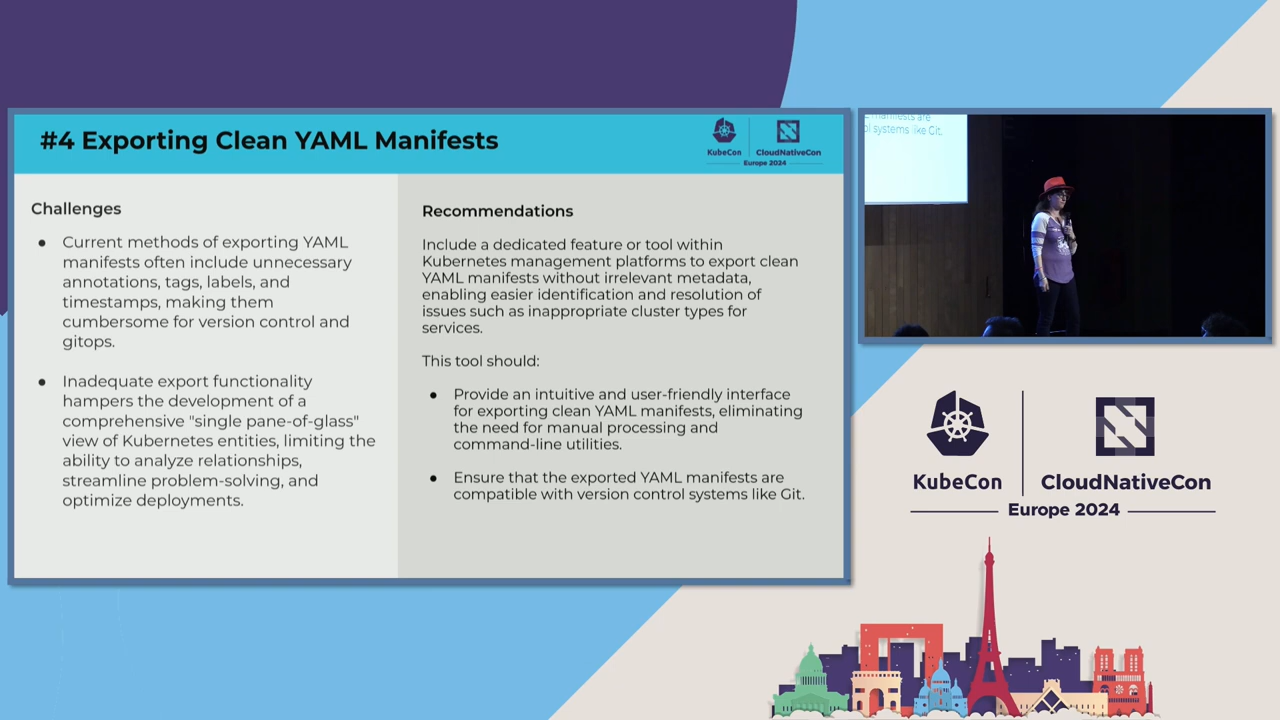 #4 Exporting Clean YAML Manifests
KubeCon
CloudNativeCon
Europe 2024
Challenges
● Current methods of exporting YAML
manifests often include unnecessary
annotations, tags, labels, and
timestamps, making them
cumbersome for version control and
gitops.
● Inadequate export functionality
hampers the development of a
comprehensive "single pane-of-glass"
view of Kubernetes entities, limiting the
ability to analyze relationships,
streamline problem-solving, and
optimize deployments.
Recommendations
Include a dedicated feature or tool within
Kubernetes management platforms to export clean
YAML manifests without irrelevant metadata,
enabling easier identification and resolution of
issues such as inappropriate cluster types for
services.
This tool should:
● Provide an intuitive and user-friendly interface
for exporting clean YAML manifests, eliminating
the need for manual processing and
command-line utilities.
● Ensure that the exported YAML manifests are
compatible with version control systems like Git.
manifests are
ol systems like Git.
KubeCon
CloudNativeCon
Europe 2024